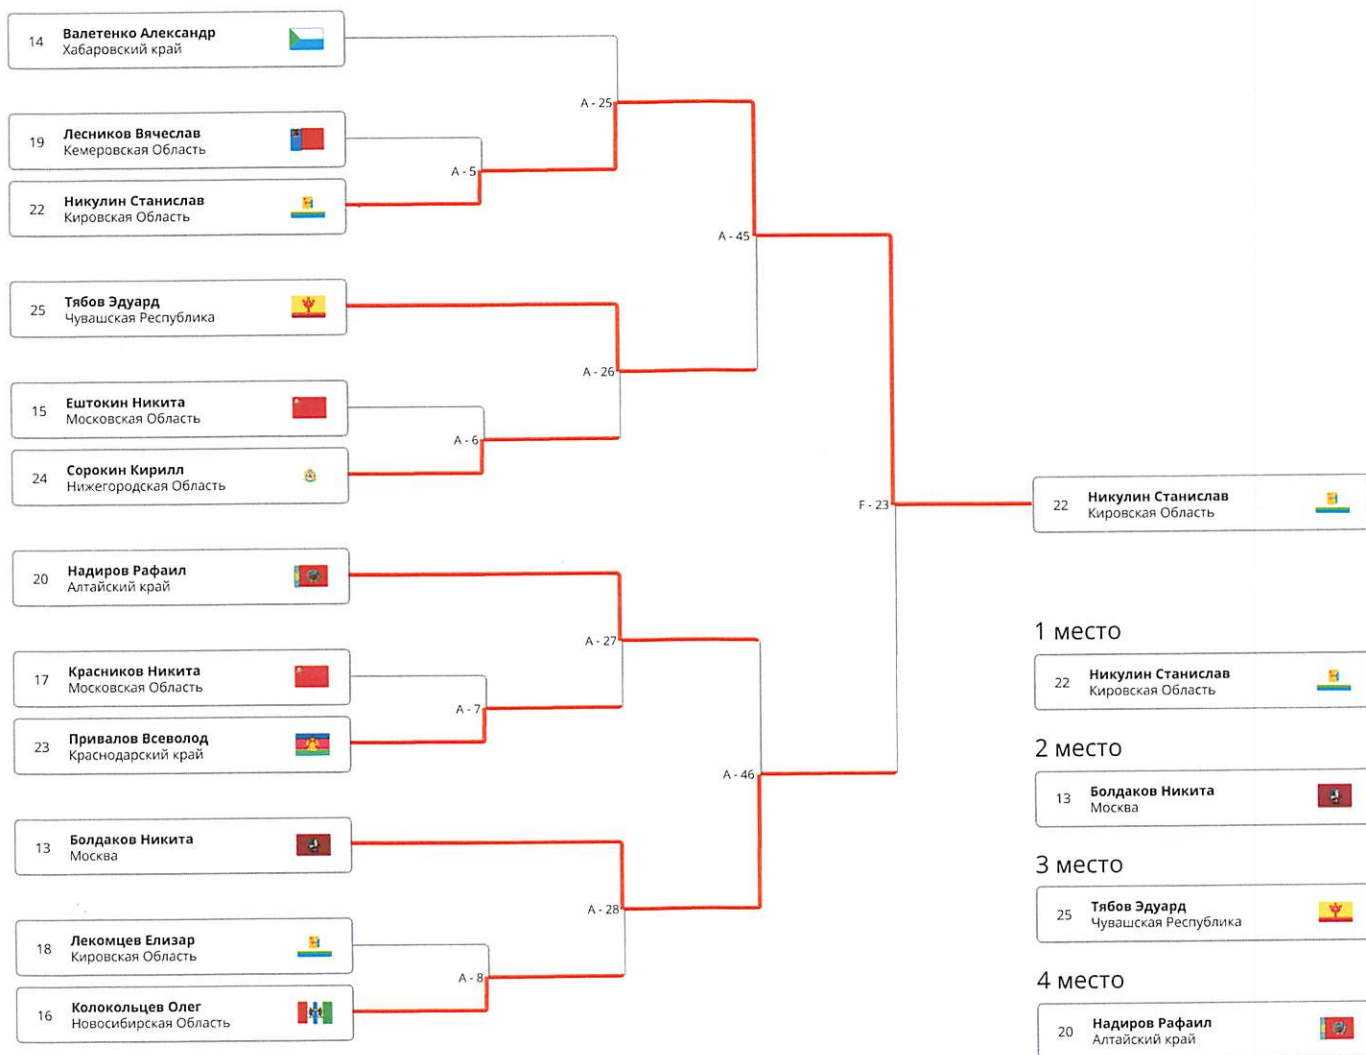 14 Валетенко Александр
Хабаровский край
19 Лесников Вячеслав
Кемеровская Область
22 Никулин Станислав
Кировская Область
25 Тябов Эдуард
Чувашская Республика
15 Ештокин Никита
Московская Область
24 Сорокин Кирилл
Нижегородская Область
20 Надиров Рафаил
Алтайский край
17 Красников Никита
Московская Область
23 Привалов Всеволод
Краснодарский край
13 Болдаков Никита
Москва
18 Лекомцев Елизар
Кировская Область
16 Колокольцев Олег
Новосибирская Область
A - 5
A - 6
A - 7
A - 8
A - 25
A - 26
A - 27
A - 28
A - 45
A - 46
F - 23
22 Никулин Станислав
Кировская Область
1 место
22 Никулин Станислав
Кировская Область
2 место
13 Болдаков Никита
Москва
3 место
25 Тябов Эдуард
Чувашская Республика
4 место
20 Надиров Рафаил
Алтайский край